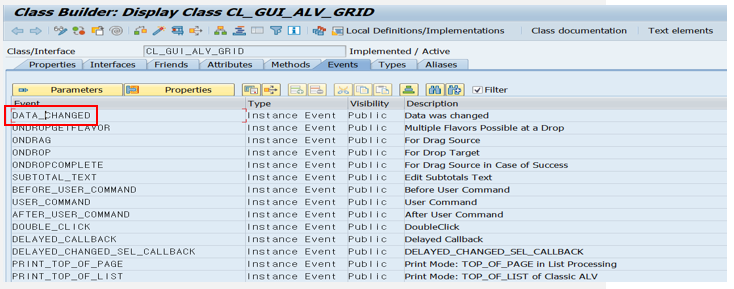 Class Builder: Display Class CL_GUI_ALV_GRID
Local Definitions/Implementations Class documentation Text elements
Class/Interface CL_GUI_ALV_GRID Implemented / Active
Properties Interfaces Friends Attributes Methods Events Types Aliases
Parameters Properties Filter
Event Type Visibility Description
DATA_CHANGED Instance Event Public Data was changed
ONDROPGETFLAVOR Instance Event Public Multiple Flavors Possible at a Drop
ONDRAG Instance Event Public For Drag Source
ONDROP Instance Event Public For Drop Target
ONDROPCOMPLETE Instance Event Public For Drag Source in Case of Success
SUBTOTAL_TEXT Instance Event Public Edit Subtotals Text
BEFORE_USER_COMMAND Instance Event Public Before User Command
USER_COMMAND Instance Event Public User Command
AFTER_USER_COMMAND Instance Event Public After User Command
DOUBLE_CLICK Instance Event Public DoubleClick
DELAYED_CALLBACK Instance Event Public Delayed Callback
DELAYED_CHANGED_SEL_CALLBACK Instance Event Public DELAYED_CHANGED_SEL_CALLBACK
PRINT_TOP_OF_PAGE Instance Event Public Print Mode: TOP_OF_PAGE in List Processing
PRINT_TOP_OF_LIST Instance Event Public Print Mode: TOP_OF_LIST of Classic ALV